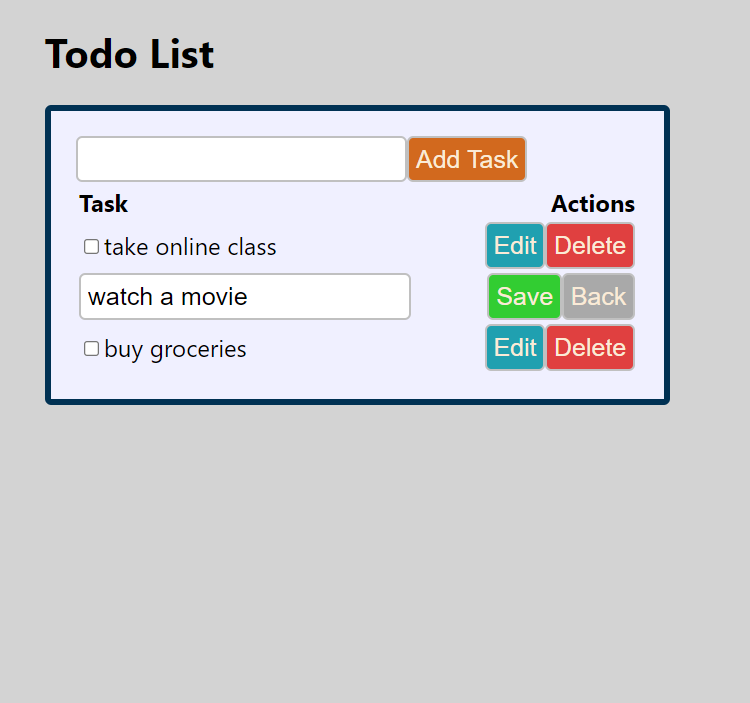 Todo List
Add Task
Task Actions
take online class Edit Delete
watch a movie Save Back
buy groceries Edit Delete